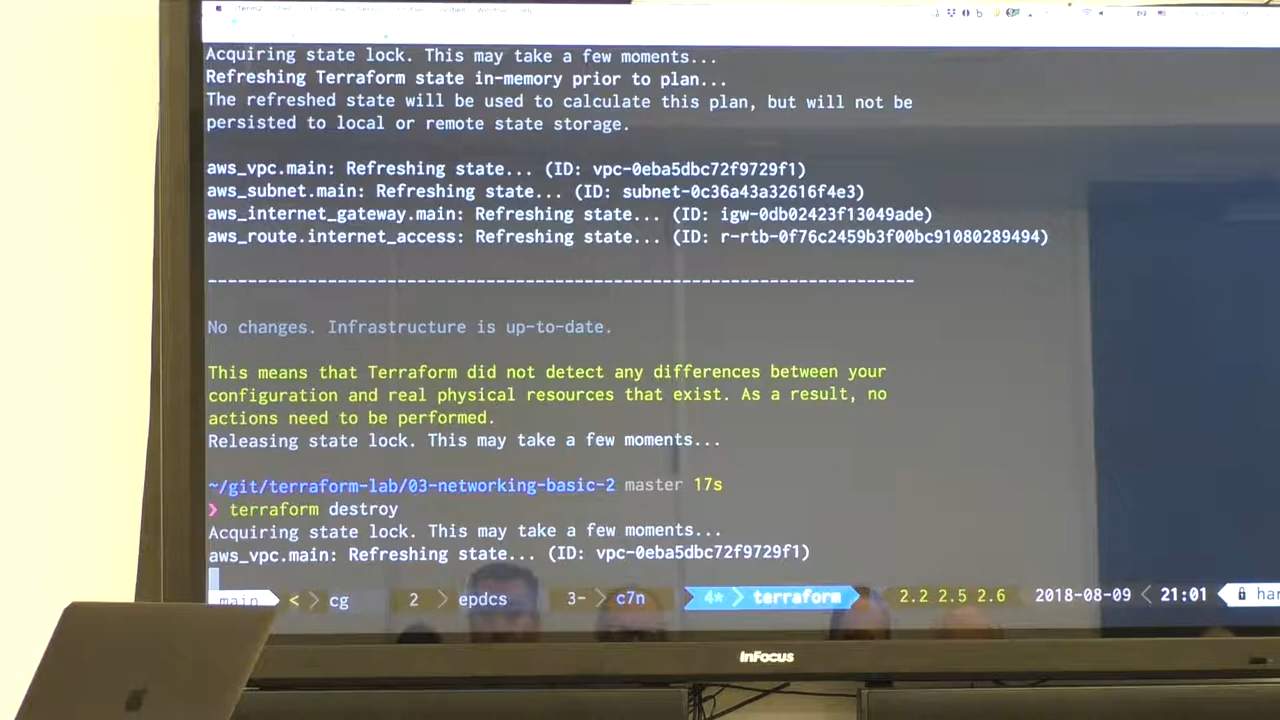 Acquiring state lock. This may take a few moments...
Refreshing Terraform state in-memory prior to plan...
The refreshed state will be used to calculate this plan, but will not be
persisted to local or remote state storage.
aws_vpc.main: Refreshing state... (ID: vpc-0eba5dbc72f9729f1)
aws_subnet.main: Refreshing state... (ID: subnet-0c36a43a32616f4e3)
aws_internet_gateway.main: Refreshing state... (ID: igw-0db02423f13049ade)
aws_route.internet_access: Refreshing state... (ID: r-rtb-0f76c2459b3f00bc91080289494)
------------------------------------------------------------------------
No changes. Infrastructure is up-to-date.
This means that Terraform did not detect any differences between your
configuration and real physical resources that exist. As a result, no
actions need to be performed.
Releasing state lock. This may take a few moments...
~/git/terraform-lab/03-networking-basic-2 master 17s
❯ terraform destroy
Acquiring state lock. This may take a few moments...
aws_vpc.main: Refreshing state... (ID: vpc-0eba5dbc72f9729f1)
main < cg 2 epdcs 3- c7n 4* terraform 2.2 2.5 2.6 2018-08-09 < 21:01 har
InFocus